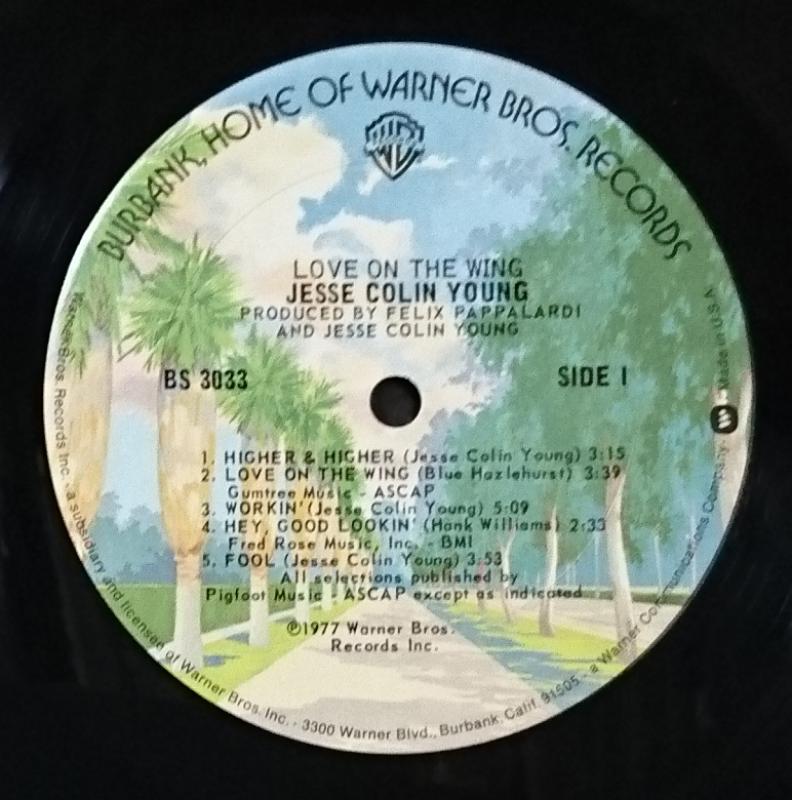 BURBANK, HOME OF WARNER BROS. RECORDS
LOVE ON THE WING
JESSE COLIN YOUNG
PRODUCED BY FELIX PAPPALARDI
AND JESSE COLIN YOUNG
BS 3033
SIDE 1
1. HIGHER & HIGHER (Jesse Colin Young) 3:15
2. LOVE ON THE WING (Blue Hazlehurst) 3:39
Gumtree Music - ASCAP
3. WORKIN' (Jesse Colin Young) 5:09
4. HEY, GOOD LOOKIN' (Hank Williams) 2:33
Fred Rose Music, Inc. - BMI
5. FOOL (Jesse Colin Young) 3:53
All selections published by
Pigfoot Music - ASCAP except as indicated
℗1977 Warner Bros.
Records Inc.
Warner Bros. Records Inc. - a subsidiary and licensee of Warner Bros. Inc. - 3300 Warner Blvd., Burbank, Calif. 91505 - a Warner Communications Company - Made in U.S.A.